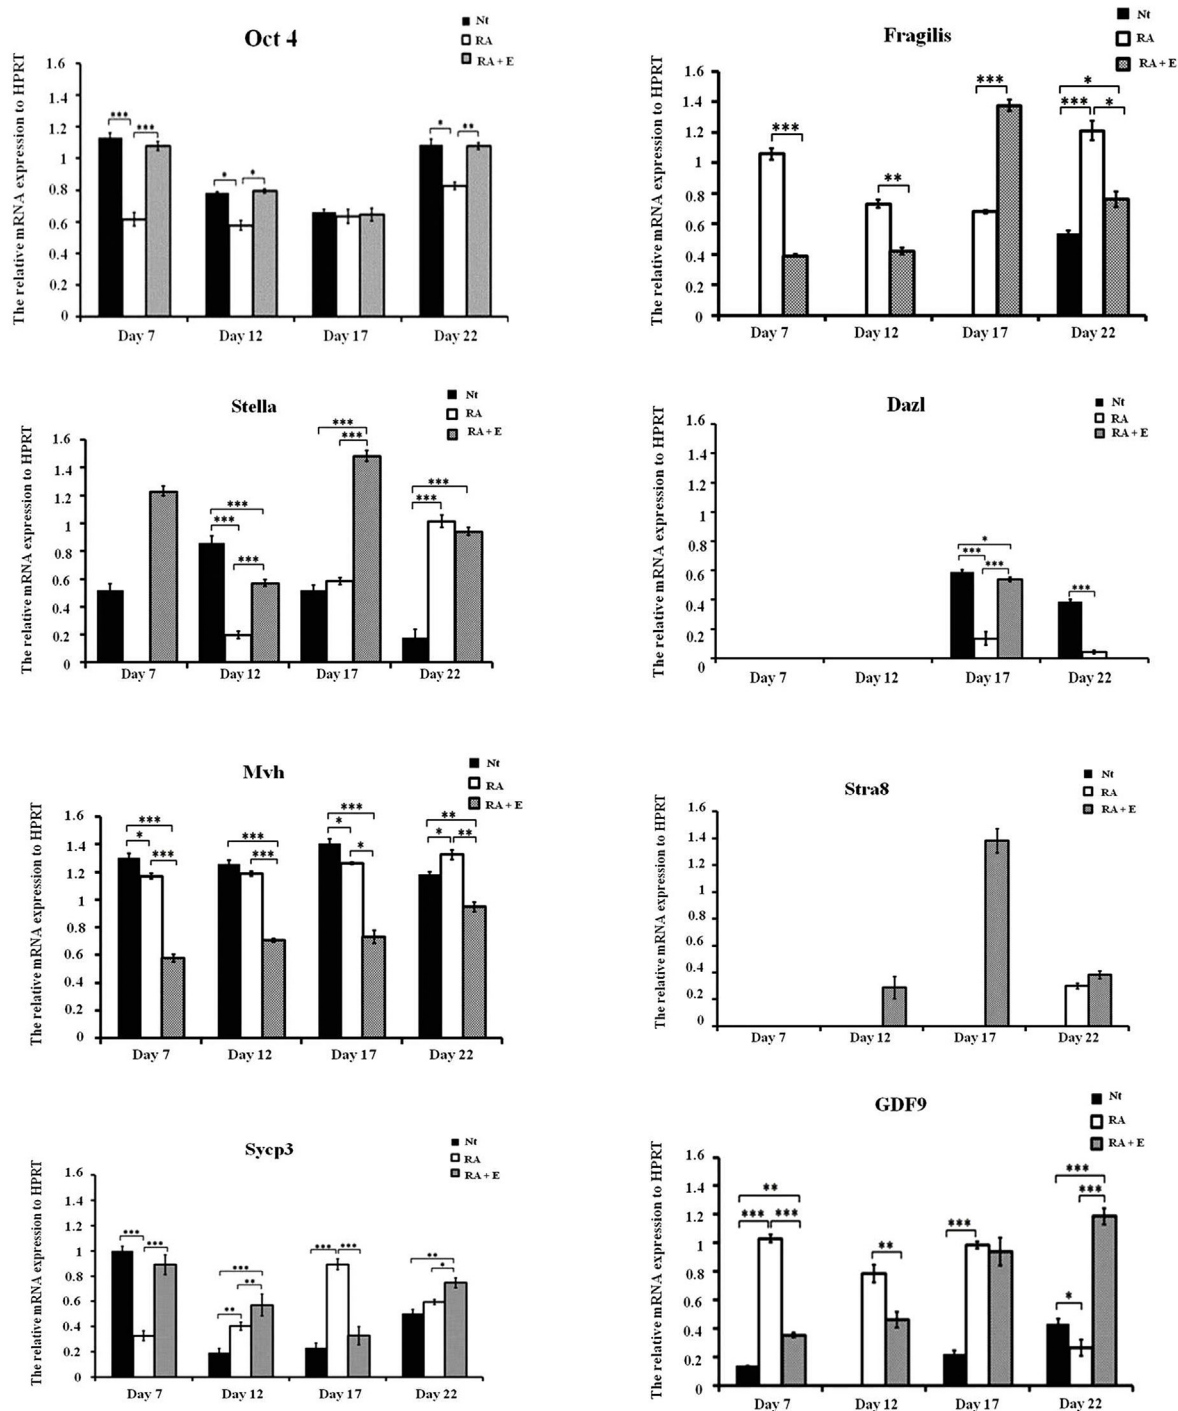 Oct 4
Nt
RA
RA + E
The relative mRNA expression to HPRT
1.6
1.4
1.2
1
0.8
0.6
0.4
0.2
0
***
***
*
*
*
**
Day 7
Day 12
Day 17
Day 22
Fragilis
Nt
RA
RA + E
The relative mRNA expression to HPRT
1.6
1.4
1.2
1
0.8
0.6
0.4
0.2
0
***
**
***
*
***
*
Day 7
Day 12
Day 17
Day 22
Stella
Nt
RA
RA + E
The relative mRNA expression to HPRT
1.6
1.4
1.2
1
0.8
0.6
0.4
0.2
0
***
***
***
***
***
***
***
Day 7
Day 12
Day 17
Day 22
Dazl
Nt
RA
RA + E
The relative mRNA expression to HPRT
1.6
1.4
1.2
1
0.8
0.6
0.4
0.2
0
*
***
***
***
Day 7
Day 12
Day 17
Day 22
Mvh
Nt
RA
RA + E
The relative mRNA expression to HPRT
1.6
1.4
1.2
1
0.8
0.6
0.4
0.2
0
***
*
***
***
***
***
*
*
**
*
**
Day 7
Day 12
Day 17
Day 22
Stra8
Nt
RA
RA + E
The relative mRNA expression to HPRT
1.6
1.4
1.2
1
0.8
0.6
0.4
0.2
0
Day 7
Day 12
Day 17
Day 22
Sycp3
Nt
RA
RA + E
The relative mRNA expression to HPRT
1.6
1.4
1.2
1
0.8
0.6
0.4
0.2
0
***
***
***
**
**
***
***
**
*
Day 7
Day 12
Day 17
Day 22
GDF9
Nt
RA
RA + E
The relative mRNA expression to HPRT
1.6
1.4
1.2
1
0.8
0.6
0.4
0.2
0
**
***
***
**
***
***
***
*
Day 7
Day 12
Day 17
Day 22